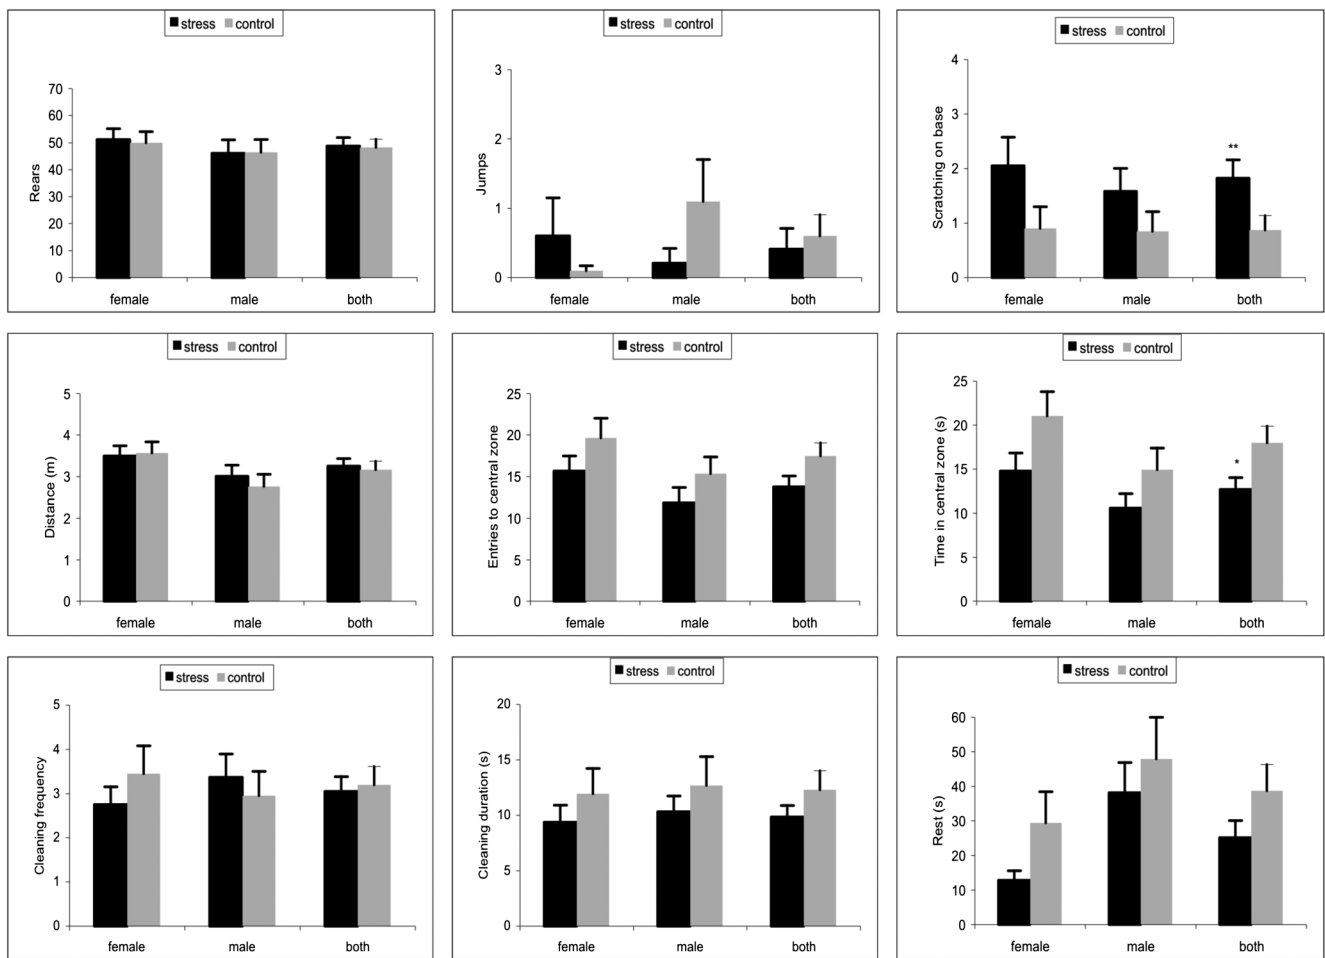 stress control
Rears
70
60
50
40
30
20
10
0
female male both
stress control
Jumps
3
2
1
0
female male both
stress control
Scratching on base
4
3
2
1
0
**
female male both
stress control
Distance (m)
5
4
3
2
1
0
female male both
stress control
Entries to central zone
25
20
15
10
5
0
female male both
stress control
Time in central zone (s)
25
20
15
10
5
0
*
female male both
stress control
Cleaning frequency
5
4
3
2
1
0
female male both
stress control
Cleaning duration (s)
20
15
10
5
0
female male both
stress control
Rest (s)
60
50
40
30
20
10
0
female male both